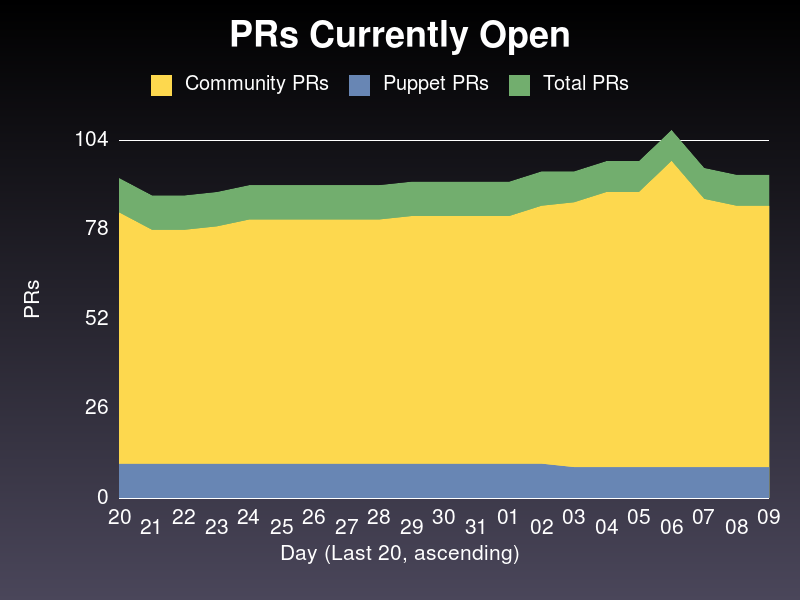 PRs Currently Open
Community PRs Puppet PRs Total PRs
104
78
52
26
0
PRs
20 21 22 23 24 25 26 27 28 29 30 31 01 02 03 04 05 06 07 08 09
Day (Last 20, ascending)